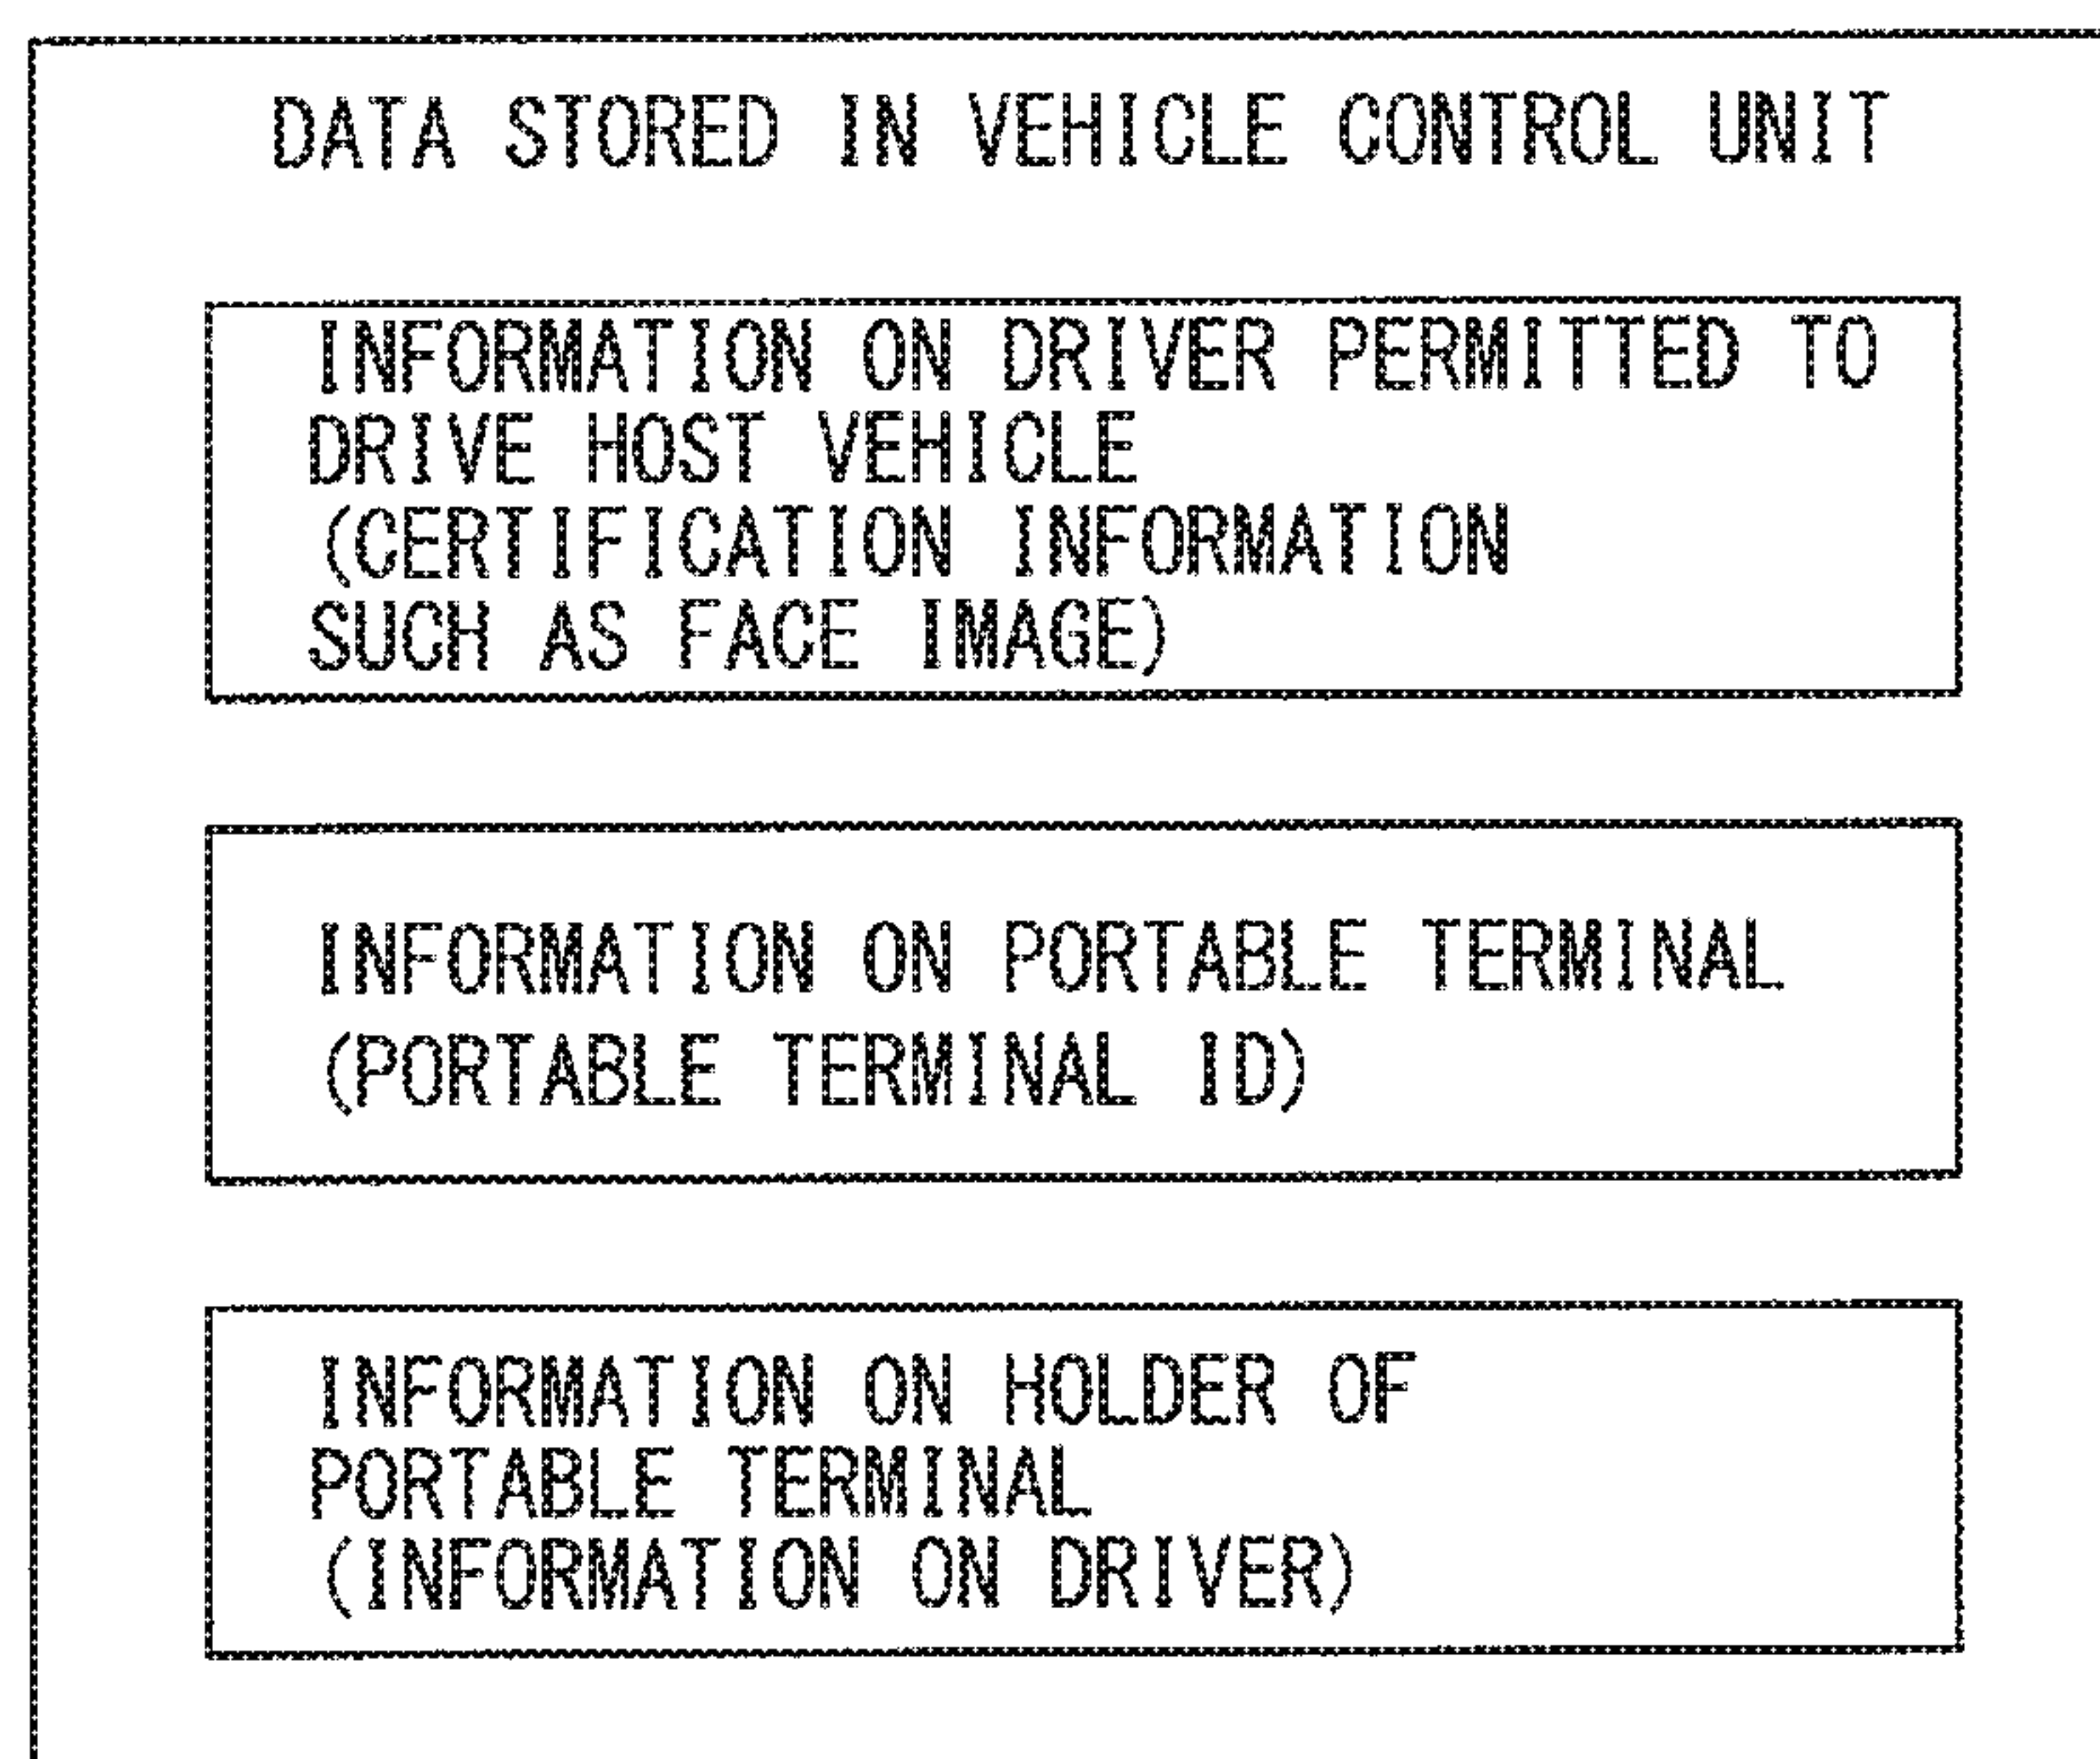 DATA STORED IN VEHICLE CONTROL UNIT
INFORMATION ON DRIVER PERMITTED TO
DRIVE HOST VEHICLE
(CERTIFICATION INFORMATION
SUCH AS FACE IMAGE)
INFORMATION ON PORTABLE TERMINAL
(PORTABLE TERMINAL ID)
INFORMATION ON HOLDER OF
PORTABLE TERMINAL
(INFORMATION ON DRIVER)